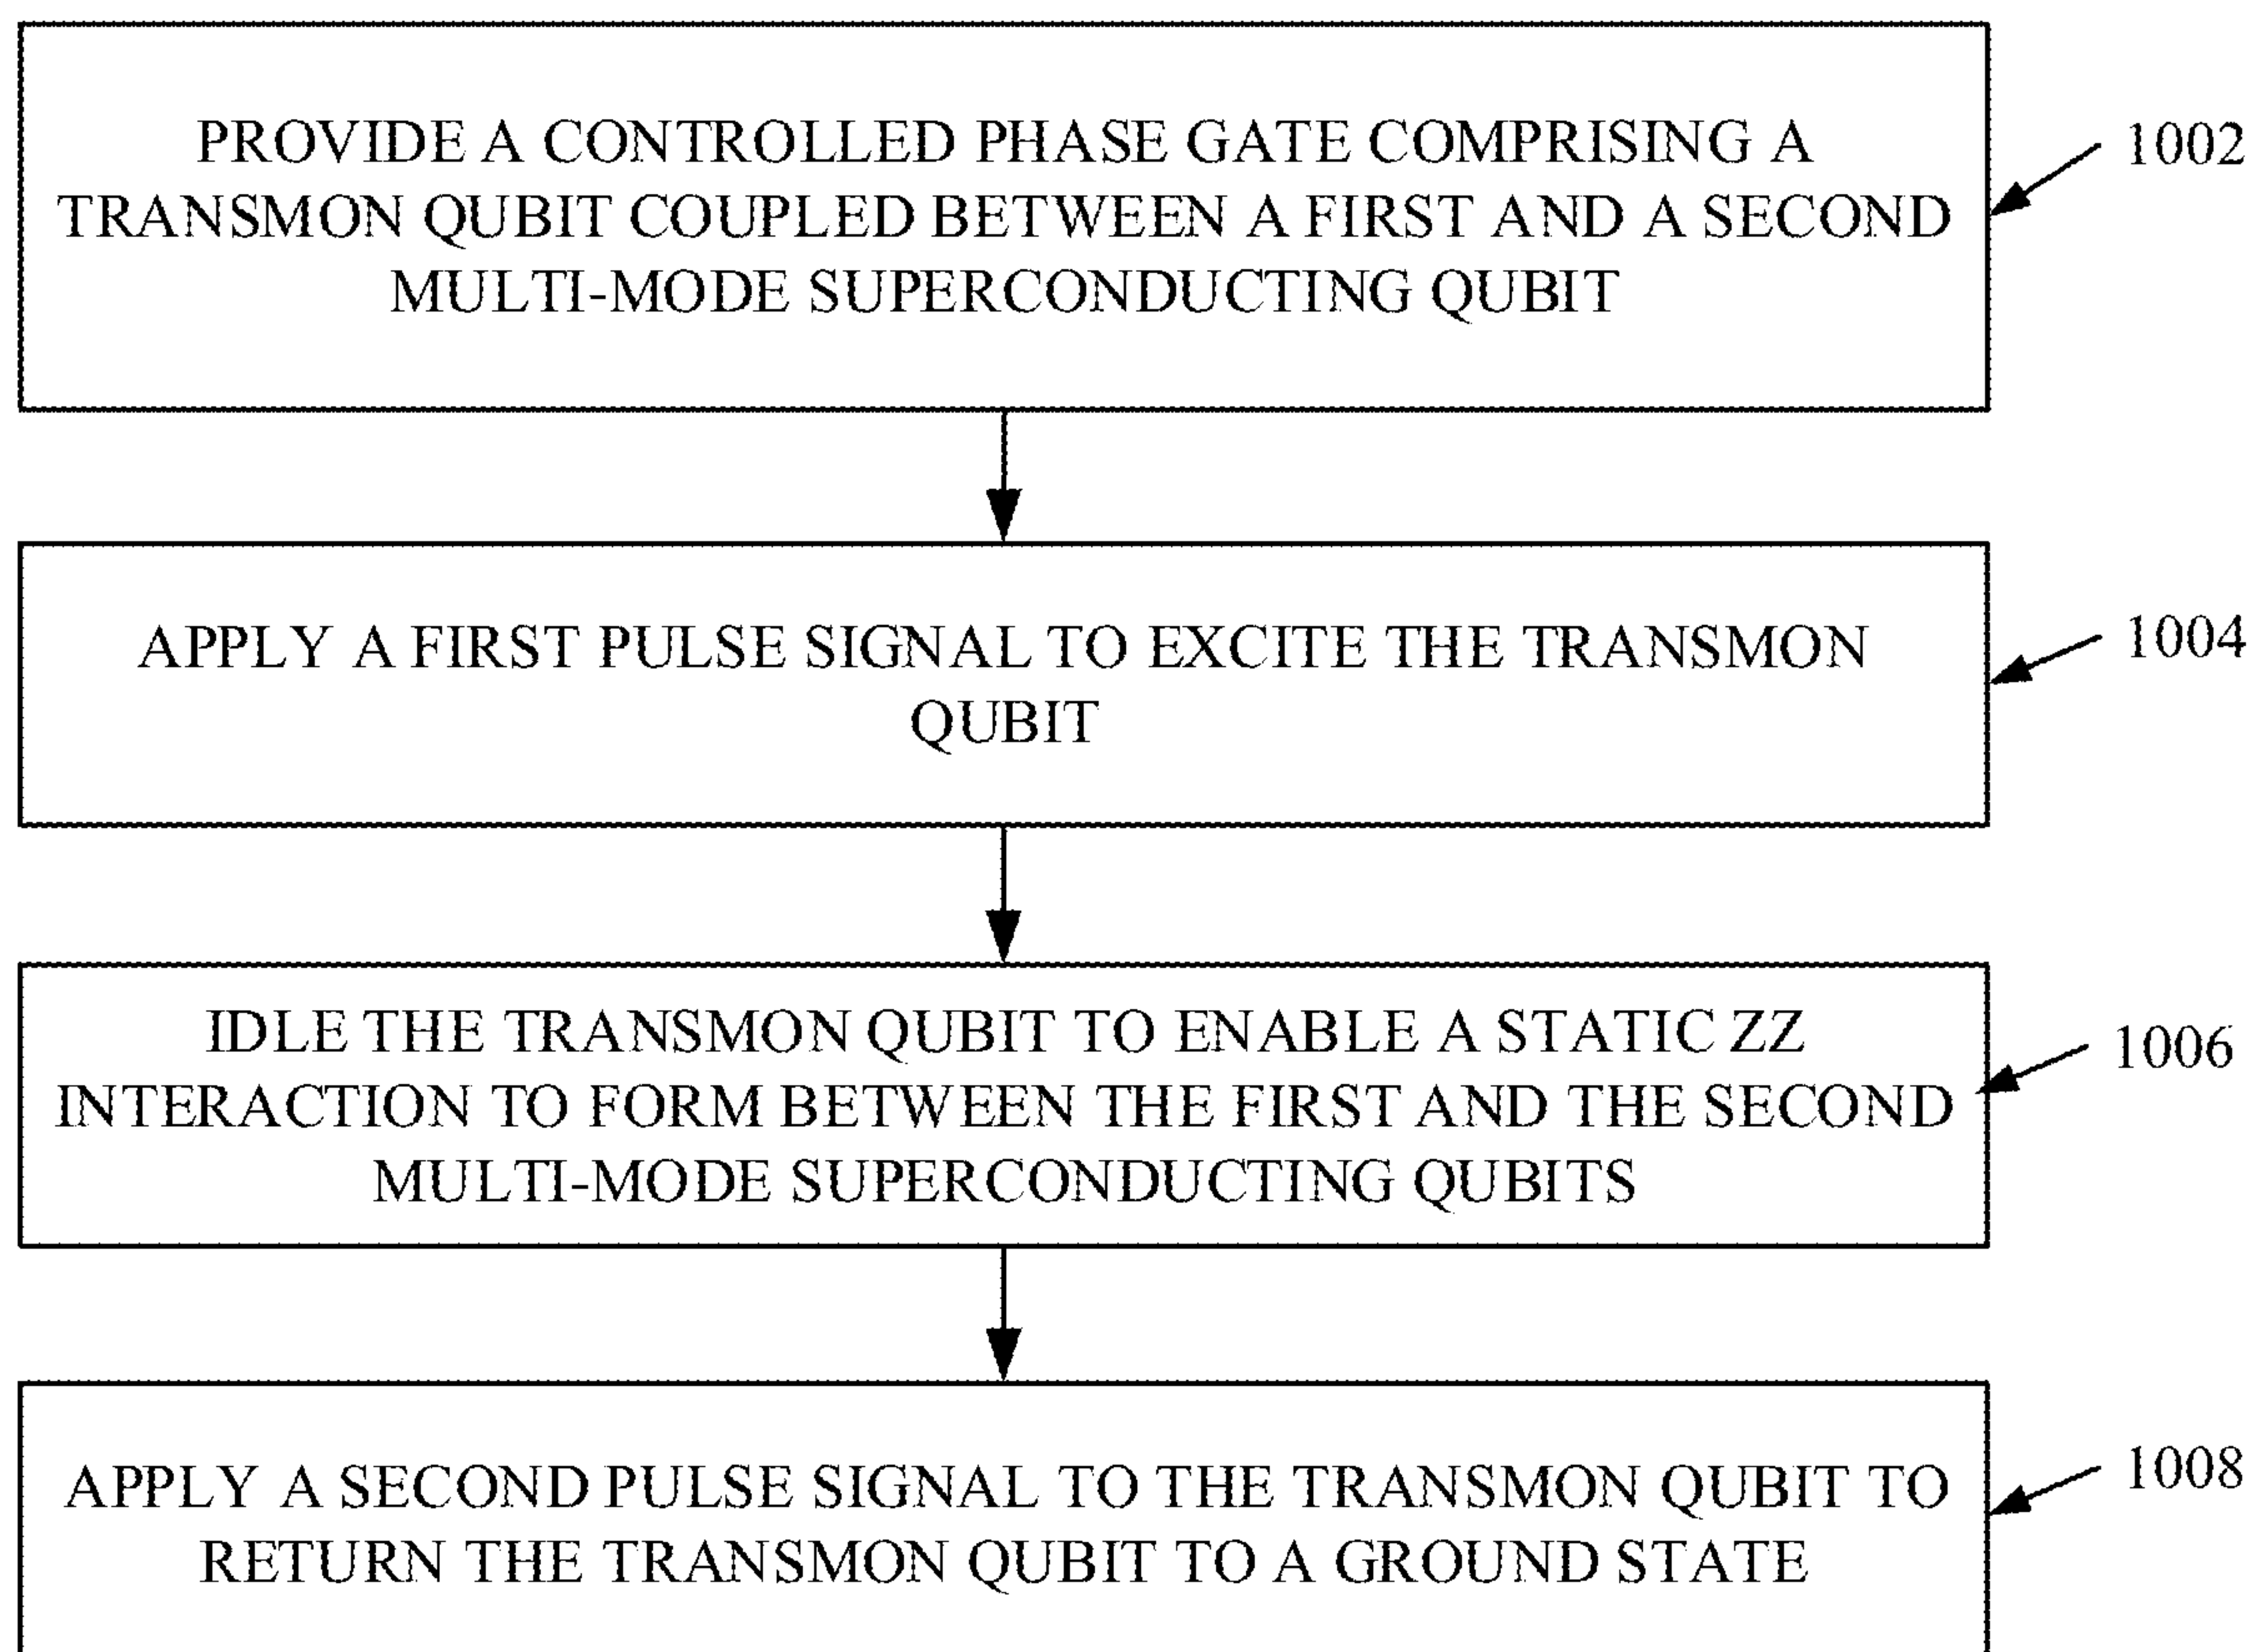 PROVIDE A CONTROLLED PHASE GATE COMPRISING A
TRANSMON QUBIT COUPLED BETWEEN A FIRST AND A SECOND
MULTI-MODE SUPERCONDUCTING QUBIT
1002
APPLY A FIRST PULSE SIGNAL TO EXCITE THE TRANSMON
QUBIT
1004
IDLE THE TRANSMON QUBIT TO ENABLE A STATIC ZZ
INTERACTION TO FORM BETWEEN THE FIRST AND THE SECOND
MULTI-MODE SUPERCONDUCTING QUBITS
1006
APPLY A SECOND PULSE SIGNAL TO THE TRANSMON QUBIT TO
RETURN THE TRANSMON QUBIT TO A GROUND STATE
1008